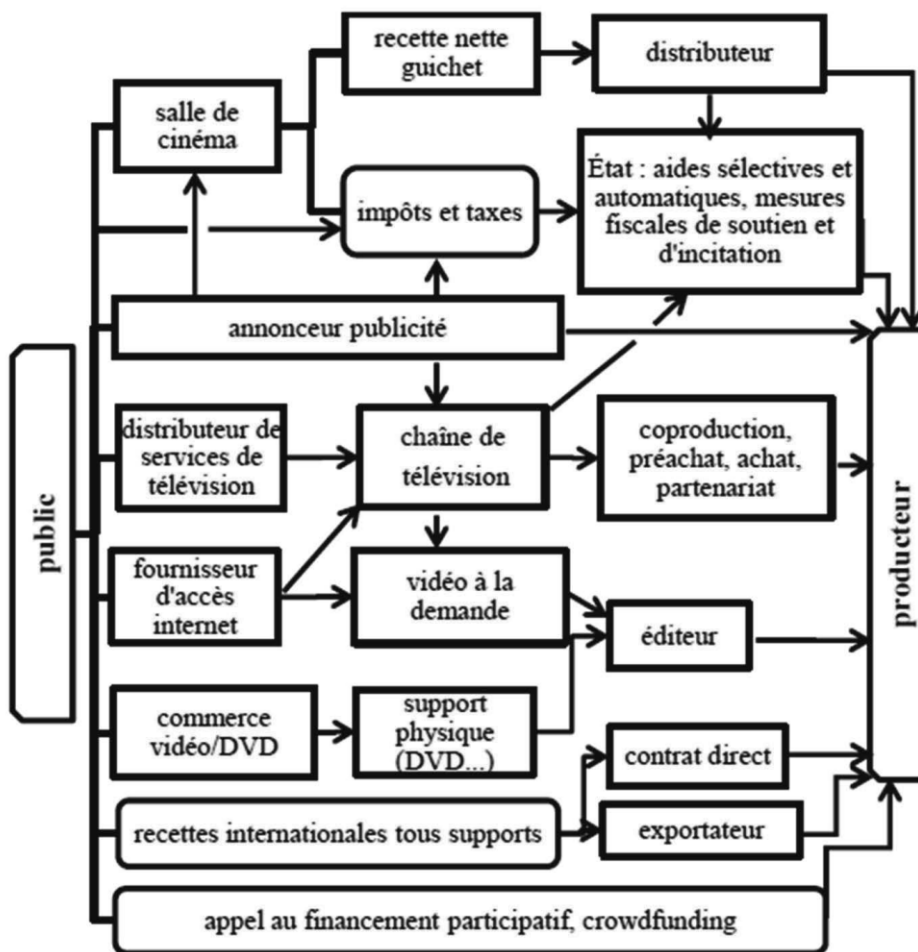 recette nette
guichet
distributeur
salle de
cinéma
État : aides sélectives et
automatiques, mesures
fiscales de soutien et
d'incitation
impôts et taxes
annonceur publicité
public
distributeur de
services de
télévision
chaîne de
télévision
coproduction,
préachat, achat,
partenariat
producteur
fournisseur
d'accès
internet
vidéo à la
demande
éditeur
commerce
vidéo/DVD
support
physique
(DVD...)
contrat direct
recettes internationales tous supports
exportateur
appel au financement participatif, crowdfunding